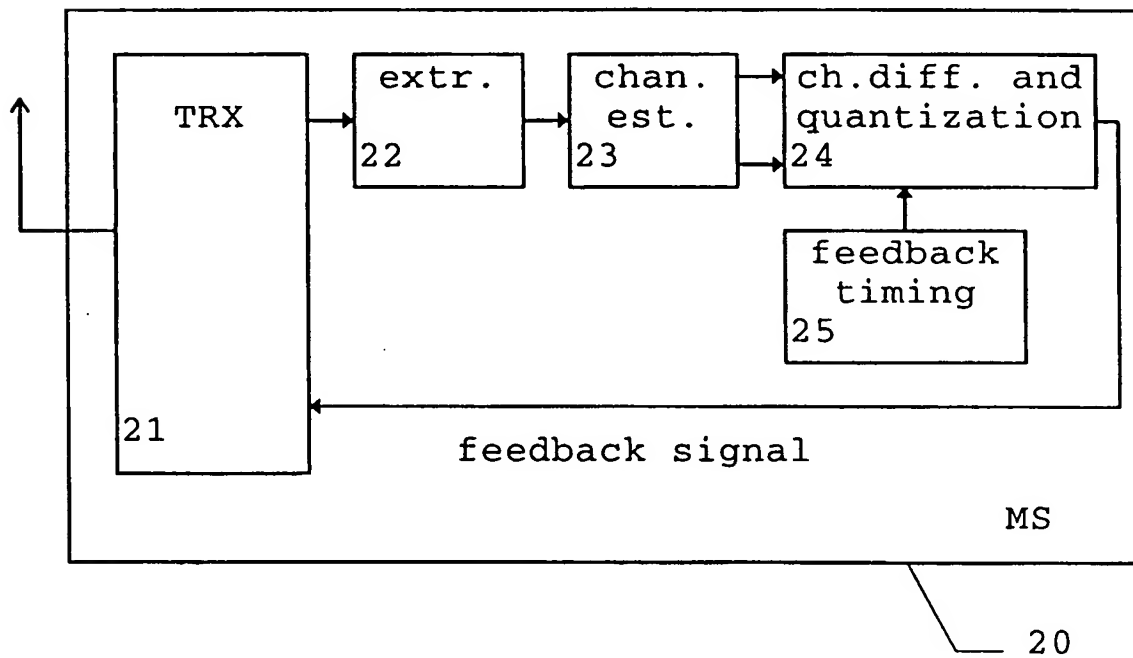 TRX
21
extr.
22
chan.
est.
23
ch.diff. and
quantization
24
feedback
timing
25
feedback signal
MS
20